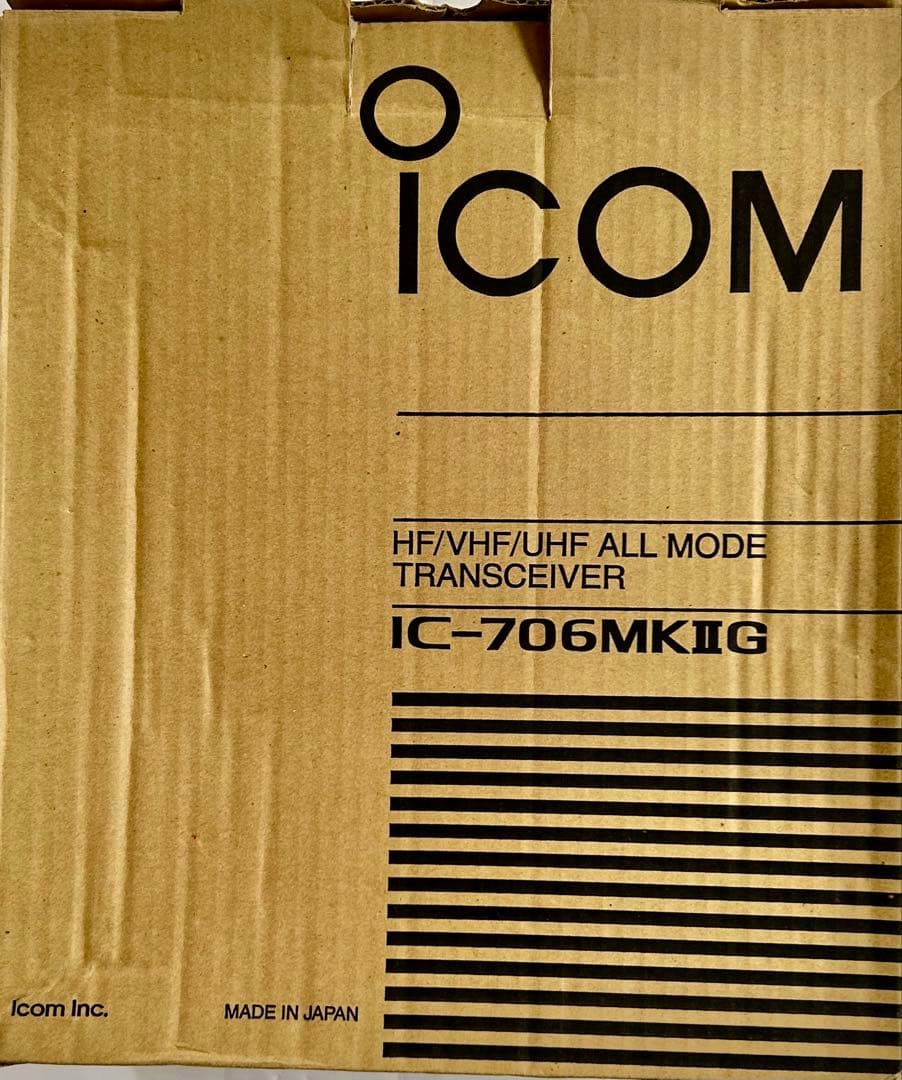 ICOM
HF/VHF/UHF ALL MODE
TRANSCEIVER
IC-706MKⅡG
Icom Inc.
MADE IN JAPAN